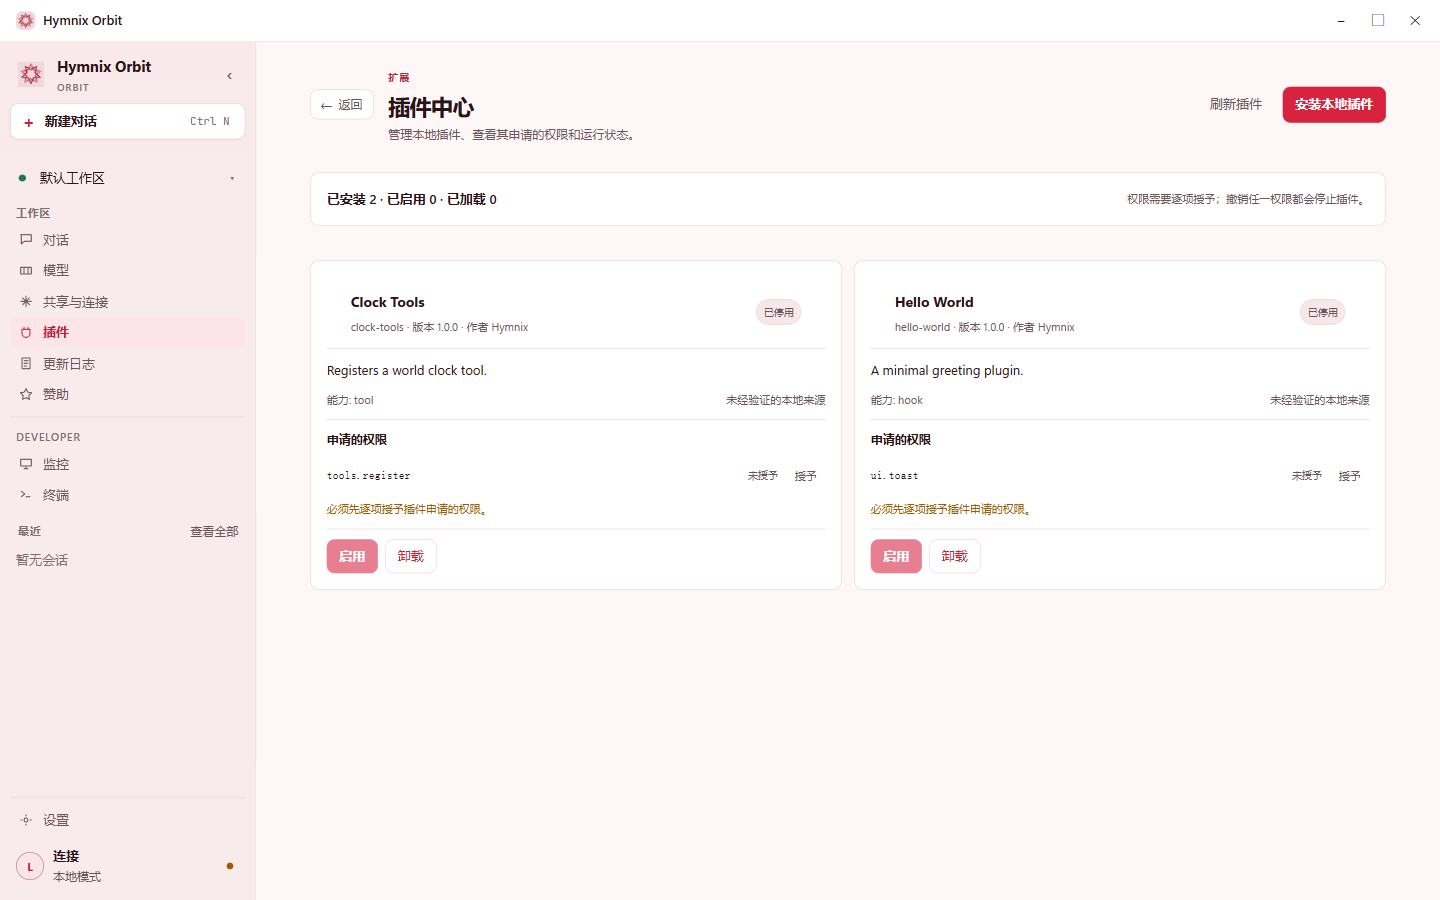 Hymnix Orbit
Hymnix Orbit
ORBIT
新建对话 Ctrl N
默认工作区
工作区
对话
模型
共享与连接
插件
更新日志
赞助
DEVELOPER
监控
终端
最近 查看全部
暂无会话
设置
L
连接
本地模式
← 返回
扩展
插件中心
管理本地插件、查看其申请的权限和运行状态。
刷新插件
安装本地插件
已安装 2 · 已启用 0 · 已加载 0
权限需要逐项授予；撤销任一权限都会停止插件。
Clock Tools
clock-tools · 版本 1.0.0 · 作者 Hymnix
已停用
Registers a world clock tool.
能力: tool 未经验证的本地来源
申请的权限
tools.register 未授予 授予
必须先逐项授予插件申请的权限。
启用 卸载
Hello World
hello-world · 版本 1.0.0 · 作者 Hymnix
已停用
A minimal greeting plugin.
能力: hook 未经验证的本地来源
申请的权限
ui.toast 未授予 授予
必须先逐项授予插件申请的权限。
启用 卸载